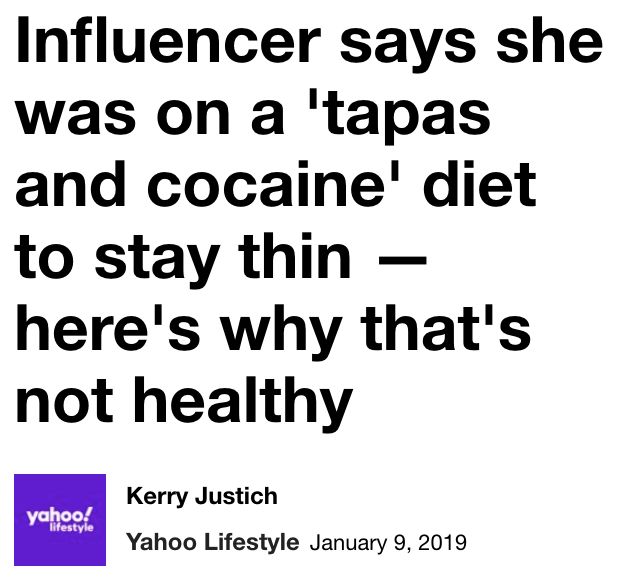 Influencer says she
was on a 'tapas
and cocaine' diet
to stay thin —
here's why that's
not healthy
yahoo!
lifestyle
Kerry Justich
Yahoo Lifestyle January 9, 2019